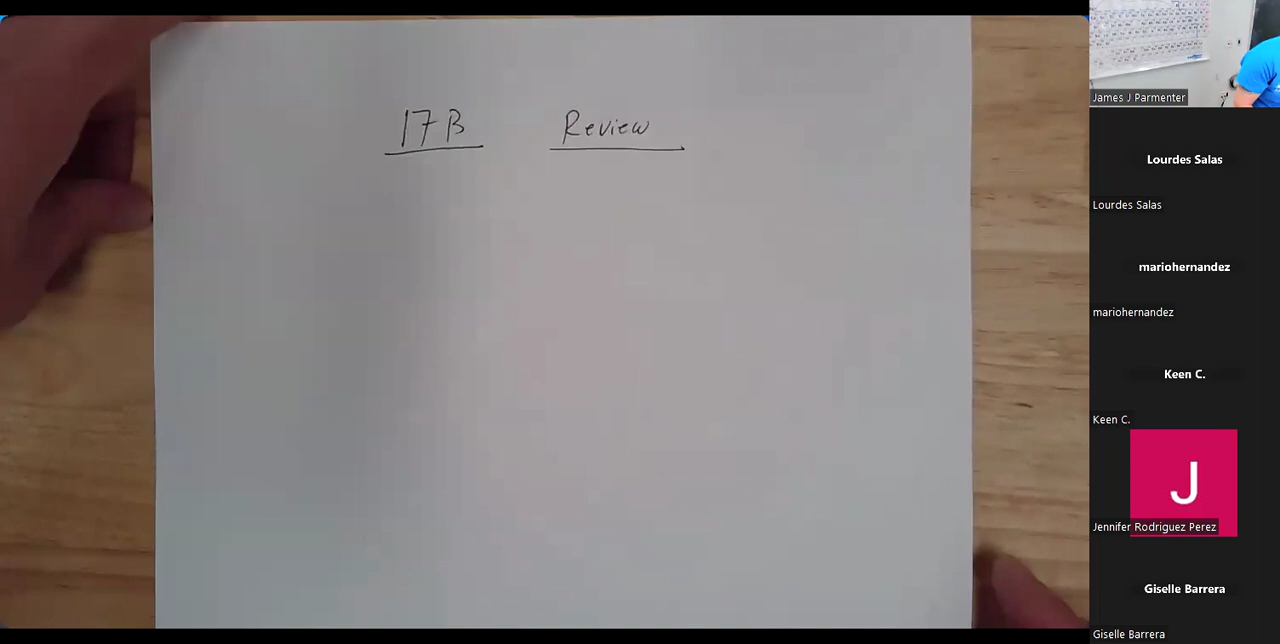 17B Review
James J Parmenter
Lourdes Salas
Lourdes Salas
mariohernandez
mariohernandez
Keen C.
Keen C.
J
Jennifer Rodriguez Perez
Giselle Barrera
Giselle Barrera